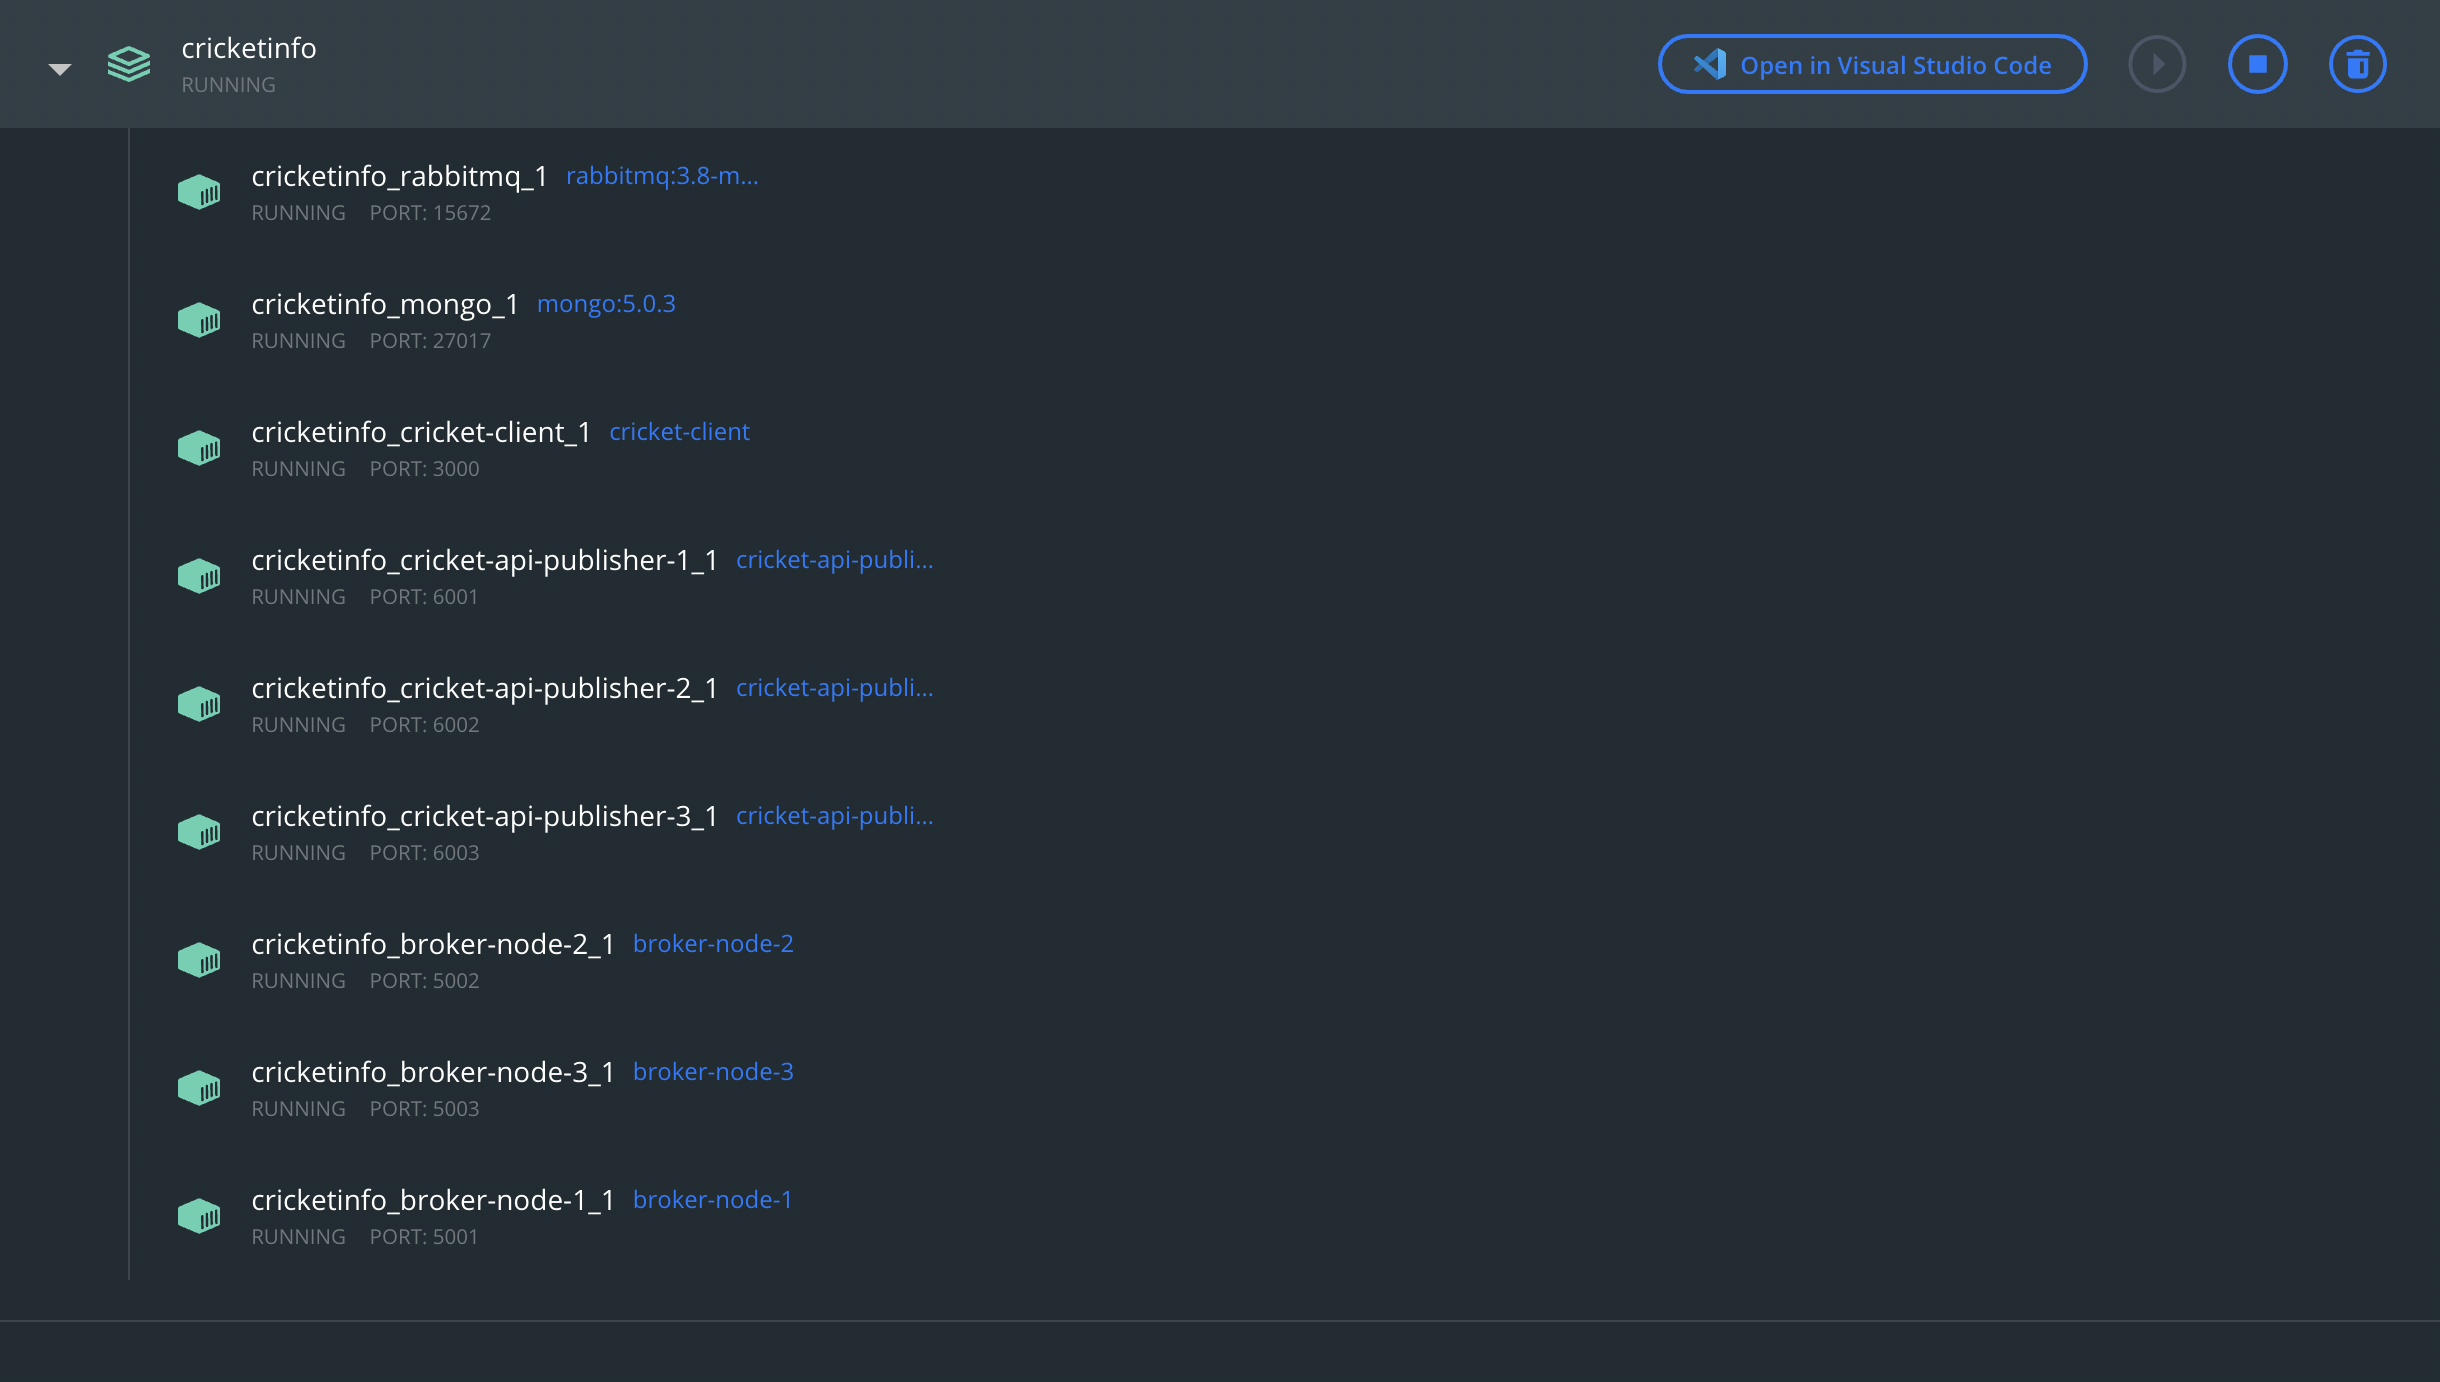 cricketinfo
RUNNING
Open in Visual Studio Code
cricketinfo_rabbitmq_1 rabbitmq:3.8-m...
RUNNING PORT: 15672
cricketinfo_mongo_1 mongo:5.0.3
RUNNING PORT: 27017
cricketinfo_cricket-client_1 cricket-client
RUNNING PORT: 3000
cricketinfo_cricket-api-publisher-1_1 cricket-api-publi...
RUNNING PORT: 6001
cricketinfo_cricket-api-publisher-2_1 cricket-api-publi...
RUNNING PORT: 6002
cricketinfo_cricket-api-publisher-3_1 cricket-api-publi...
RUNNING PORT: 6003
cricketinfo_broker-node-2_1 broker-node-2
RUNNING PORT: 5002
cricketinfo_broker-node-3_1 broker-node-3
RUNNING PORT: 5003
cricketinfo_broker-node-1_1 broker-node-1
RUNNING PORT: 5001